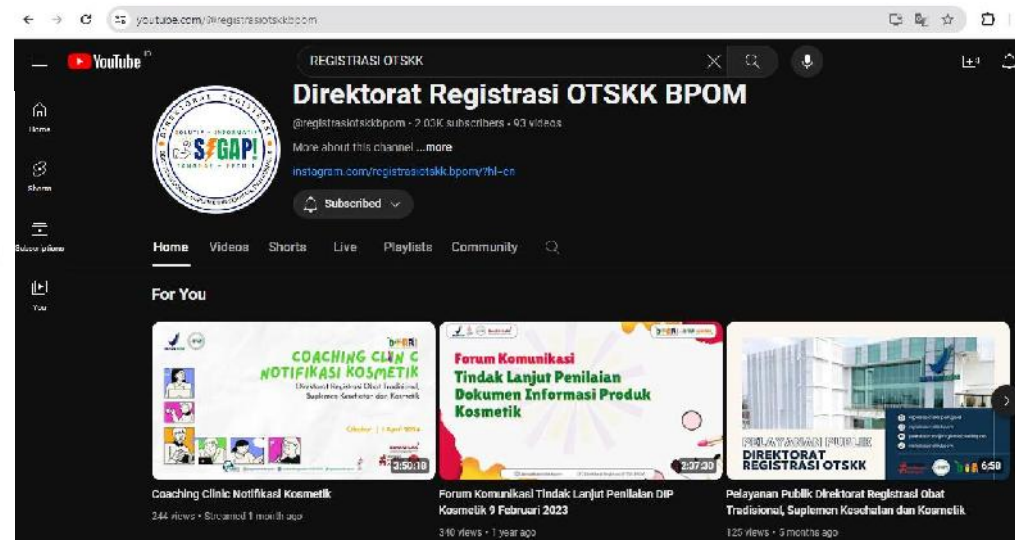 youtube.com/@registrasiotskkbpom
YouTube ID
REGISTRASI OTSKK
Home
Shorts
Subscriptions
You
DIREKTORAT REGISTRASI
SIGAP!
Direktorat Registrasi OTSKK BPOM
@registrasiotskkbpom • 2.03K subscribers • 93 videos
More about this channel ...more
instagram.com/registrasiotskk.bpom/?hl=en
Subscribed
Home Videos Shorts Live Playlists Community
For You
COACHING CLINIC
NOTIFIKASI KOSMETIK
Direktorat Registrasi Obat Tradisional,
Suplemen Kesehatan dan Kosmetik
3:50:18
Coaching Clinic Notifikasi Kosmetik
244 views • Streamed 1 month ago
Forum Komunikasi
Tindak Lanjut Penilaian
Dokumen Informasi Produk
Kosmetik
2:37:30
Forum Komunikasi Tindak Lanjut Penilaian DIP
Kosmetik 9 Februari 2023
340 views • 1 year ago
PELAYANAN PUBLIK
DIREKTORAT
REGISTRASI OTSKK
6:58
Pelayanan Publik Direktorat Registrasi Obat
Tradisional, Suplemen Kesehatan dan Kosmetik
125 views • 5 months ago